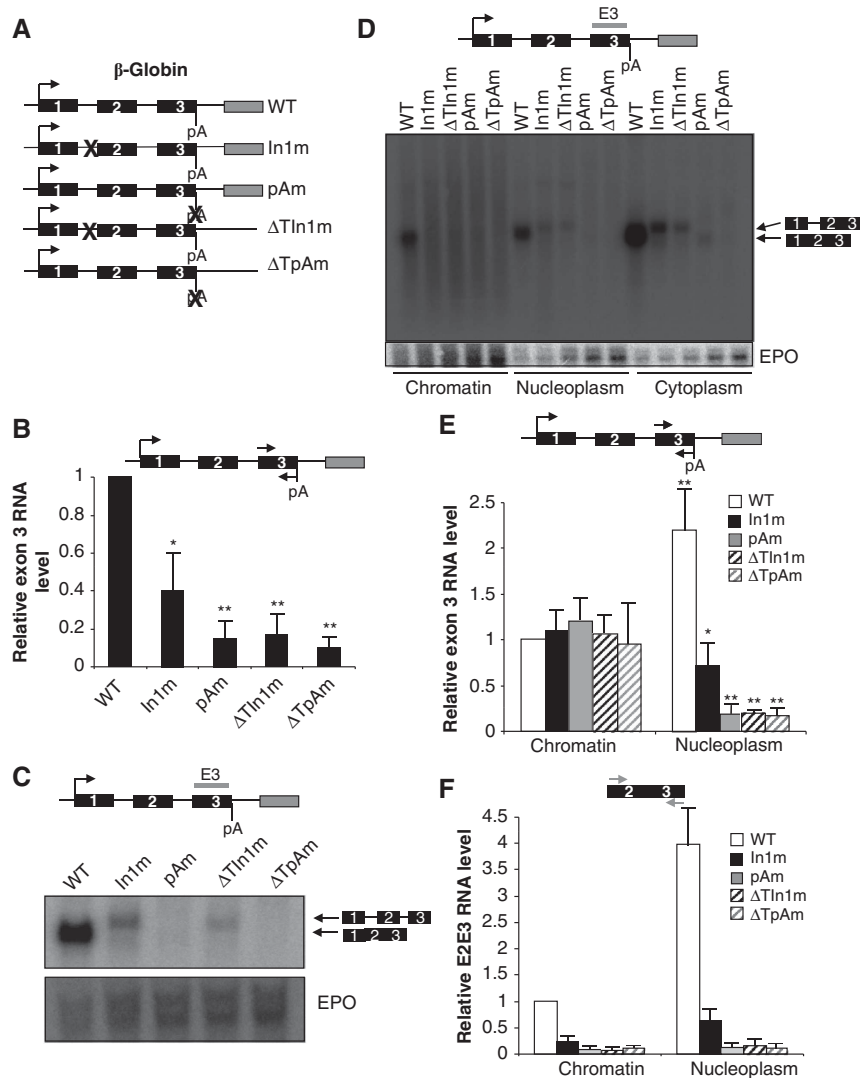 A
β-Globin
1 2 3 pA WT
1 2 3 pA In1m
X
1 2 3 pA pAm
X
1 2 3 pA ΔTIn1m
X
1 2 3 pA ΔTpAm
X
B
1 2 3
pA
Relative exon 3 RNA level
1
0.8
0.6
0.4
0.2
0
* ** ** **
WT In1m pAm ΔTIn1m ΔTpAm
C
E3
1 2 3
pA
WT In1m pAm ΔTIn1m ΔTpAm
1 2 3
1 2 3
EPO
D
E3
1 2 3
pA
WT In1m ΔTIn1m pAm ΔTpAm WT In1m ΔTIn1m pAm ΔTpAm WT In1m ΔTIn1m pAm ΔTpAm
1 2 3
1 2 3
EPO
Chromatin Nucleoplasm Cytoplasm
E
1 2 3
pA
Relative exon 3 RNA level
2.5
2
1.5
1
0.5
0
** * ** ** **
WT
In1m
pAm
ΔTIn1m
ΔTpAm
Chromatin Nucleoplasm
F
2 3
Relative E2E3 RNA level
4.5
4
3.5
3
2.5
2
1.5
1
0.5
0
WT
In1m
pAm
ΔTIn1m
ΔTpAm
Chromatin Nucleoplasm